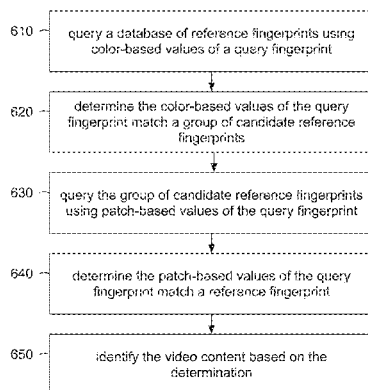 610
query a database of reference fingerprints using
color-based values of a query fingerprint
620
determine the color-based values of the query
fingerprint match a group of candidate reference
fingerprints
630
query the group of candidate reference fingerprints
using patch-based values of the query fingerprint
640
determine the patch-based values of the query
fingerprint match a reference fingerprint
650
identify the video content based on the
determination